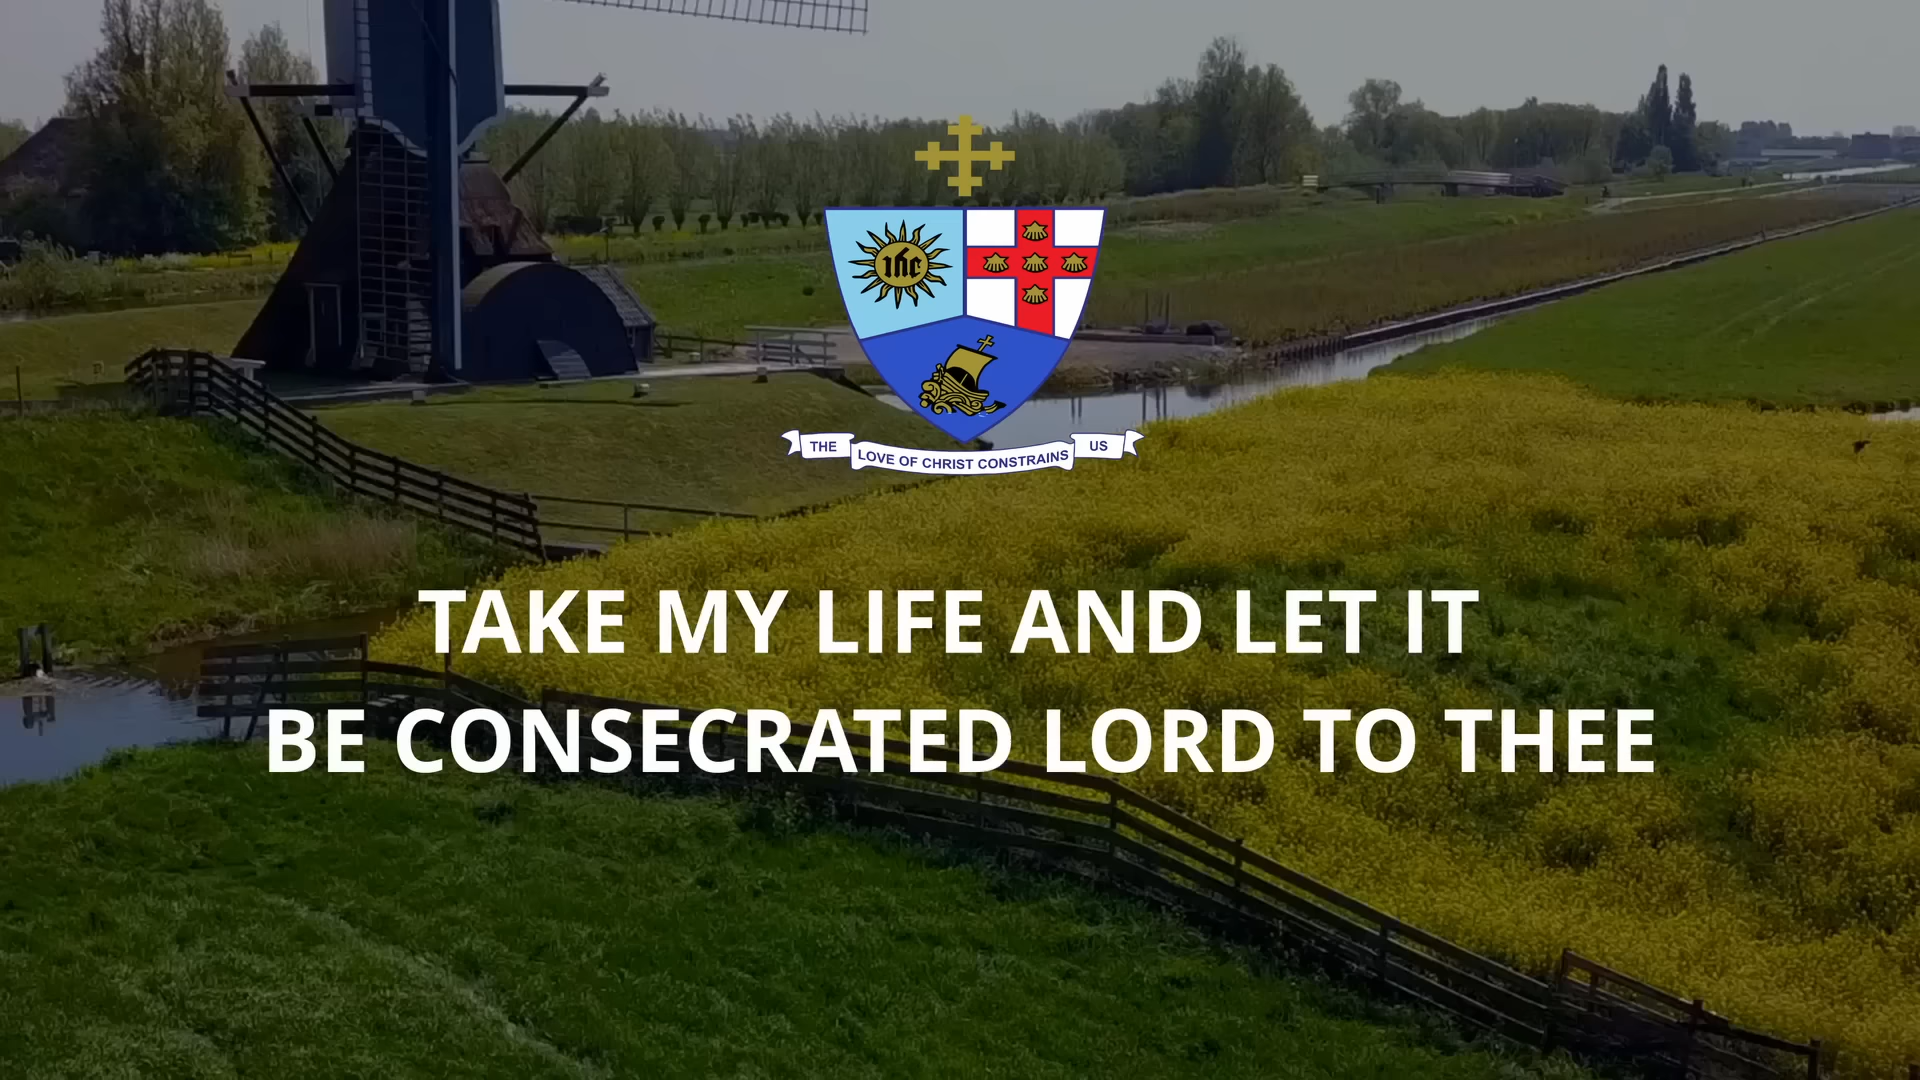 ihc
THE LOVE OF CHRIST CONSTRAINS US
TAKE MY LIFE AND LET IT
BE CONSECRATED LORD TO THEE